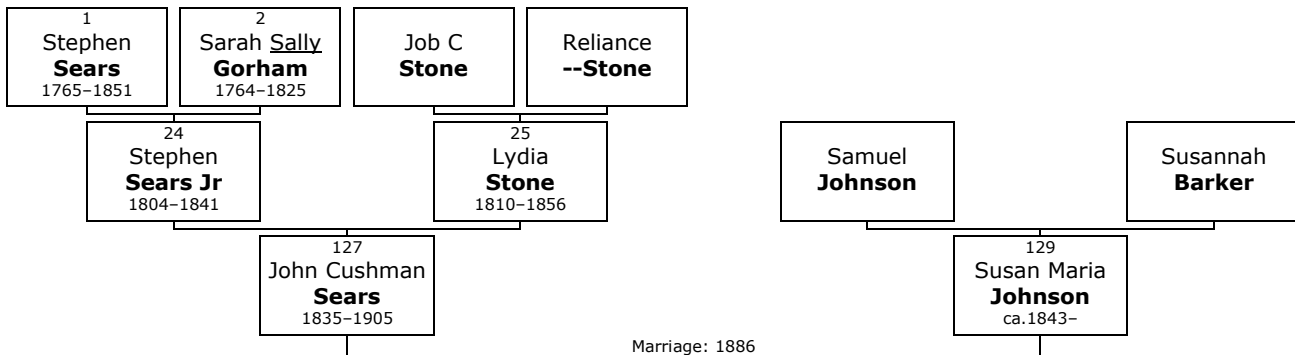 1
Stephen
Sears
1765–1851
2
Sarah Sally
Gorham
1764–1825
Job C
Stone
Reliance
--Stone
24
Stephen
Sears Jr
1804–1841
25
Lydia
Stone
1810–1856
Samuel
Johnson
Susannah
Barker
127
John Cushman
Sears
1835–1905
129
Susan Maria
Johnson
ca.1843–
Marriage: 1886